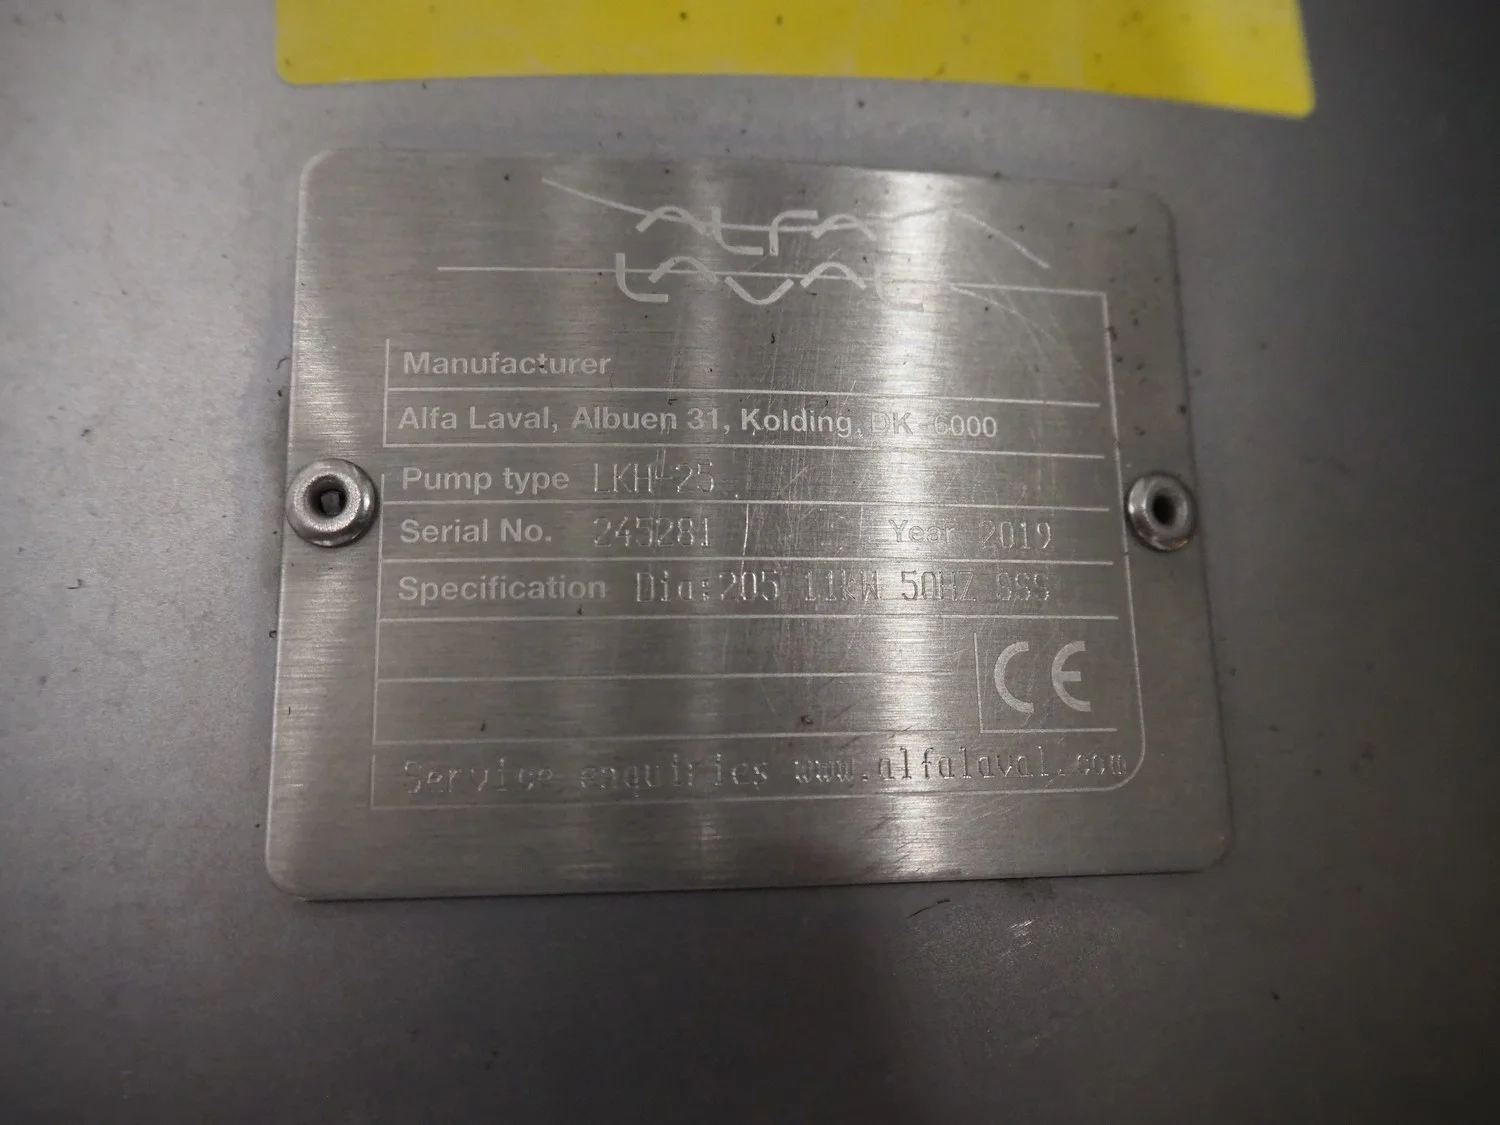 ALFA
LAVAL
Manufacturer
Alfa Laval, Albuen 31, Kolding, DK-6000
Pump type LKH-25
Serial No. 245281 Year 2019
Specification Dia:205 11kW 50HZ SSS
CE
Service enquiries www.alfalaval.com